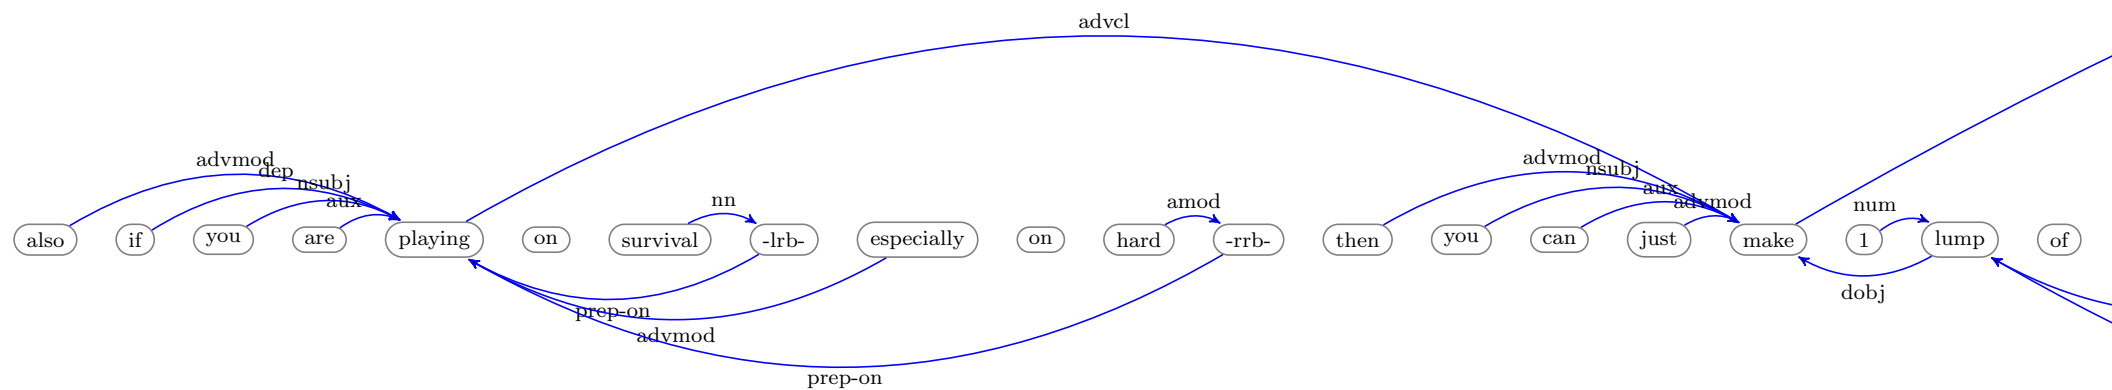 advcl
advmod
dep
nsubj
aux
nn
amod
advmod
nsubj
aux
advmod
num
also if you are playing on survival -lrb- especially on hard -rrb- then you can just make 1 lump of
dobj
prep-on
advmod
prep-on